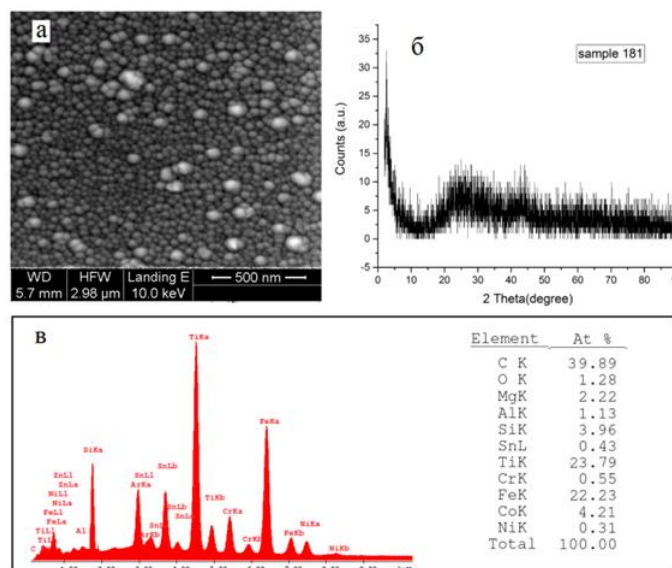 а
WD HFW Landing E 500 nm
5.7 mm 2.98 µm 10.0 keV
б
sample 181
Counts (a.u.)
35
30
25
20
15
10
5
0
0 10 20 30 40 50 60 70 80
2 Theta(degree)
в
TiKa
FeKa
SiKa
ZnLl
ZnLa
NiLl
NiLa
FeLl
FeLa
TiLl
C
Al
SnLl
ArKa
ArKb
SnLb
SnLb
TiKb
CrKa
CrKb
FeKb
NiKa
NiKb
Element At %
C K 39.89
O K 1.28
MgK 2.22
AlK 1.13
SiK 3.96
SnL 0.43
TiK 23.79
CrK 0.55
FeK 22.23
CoK 4.21
NiK 0.31
Total 100.00